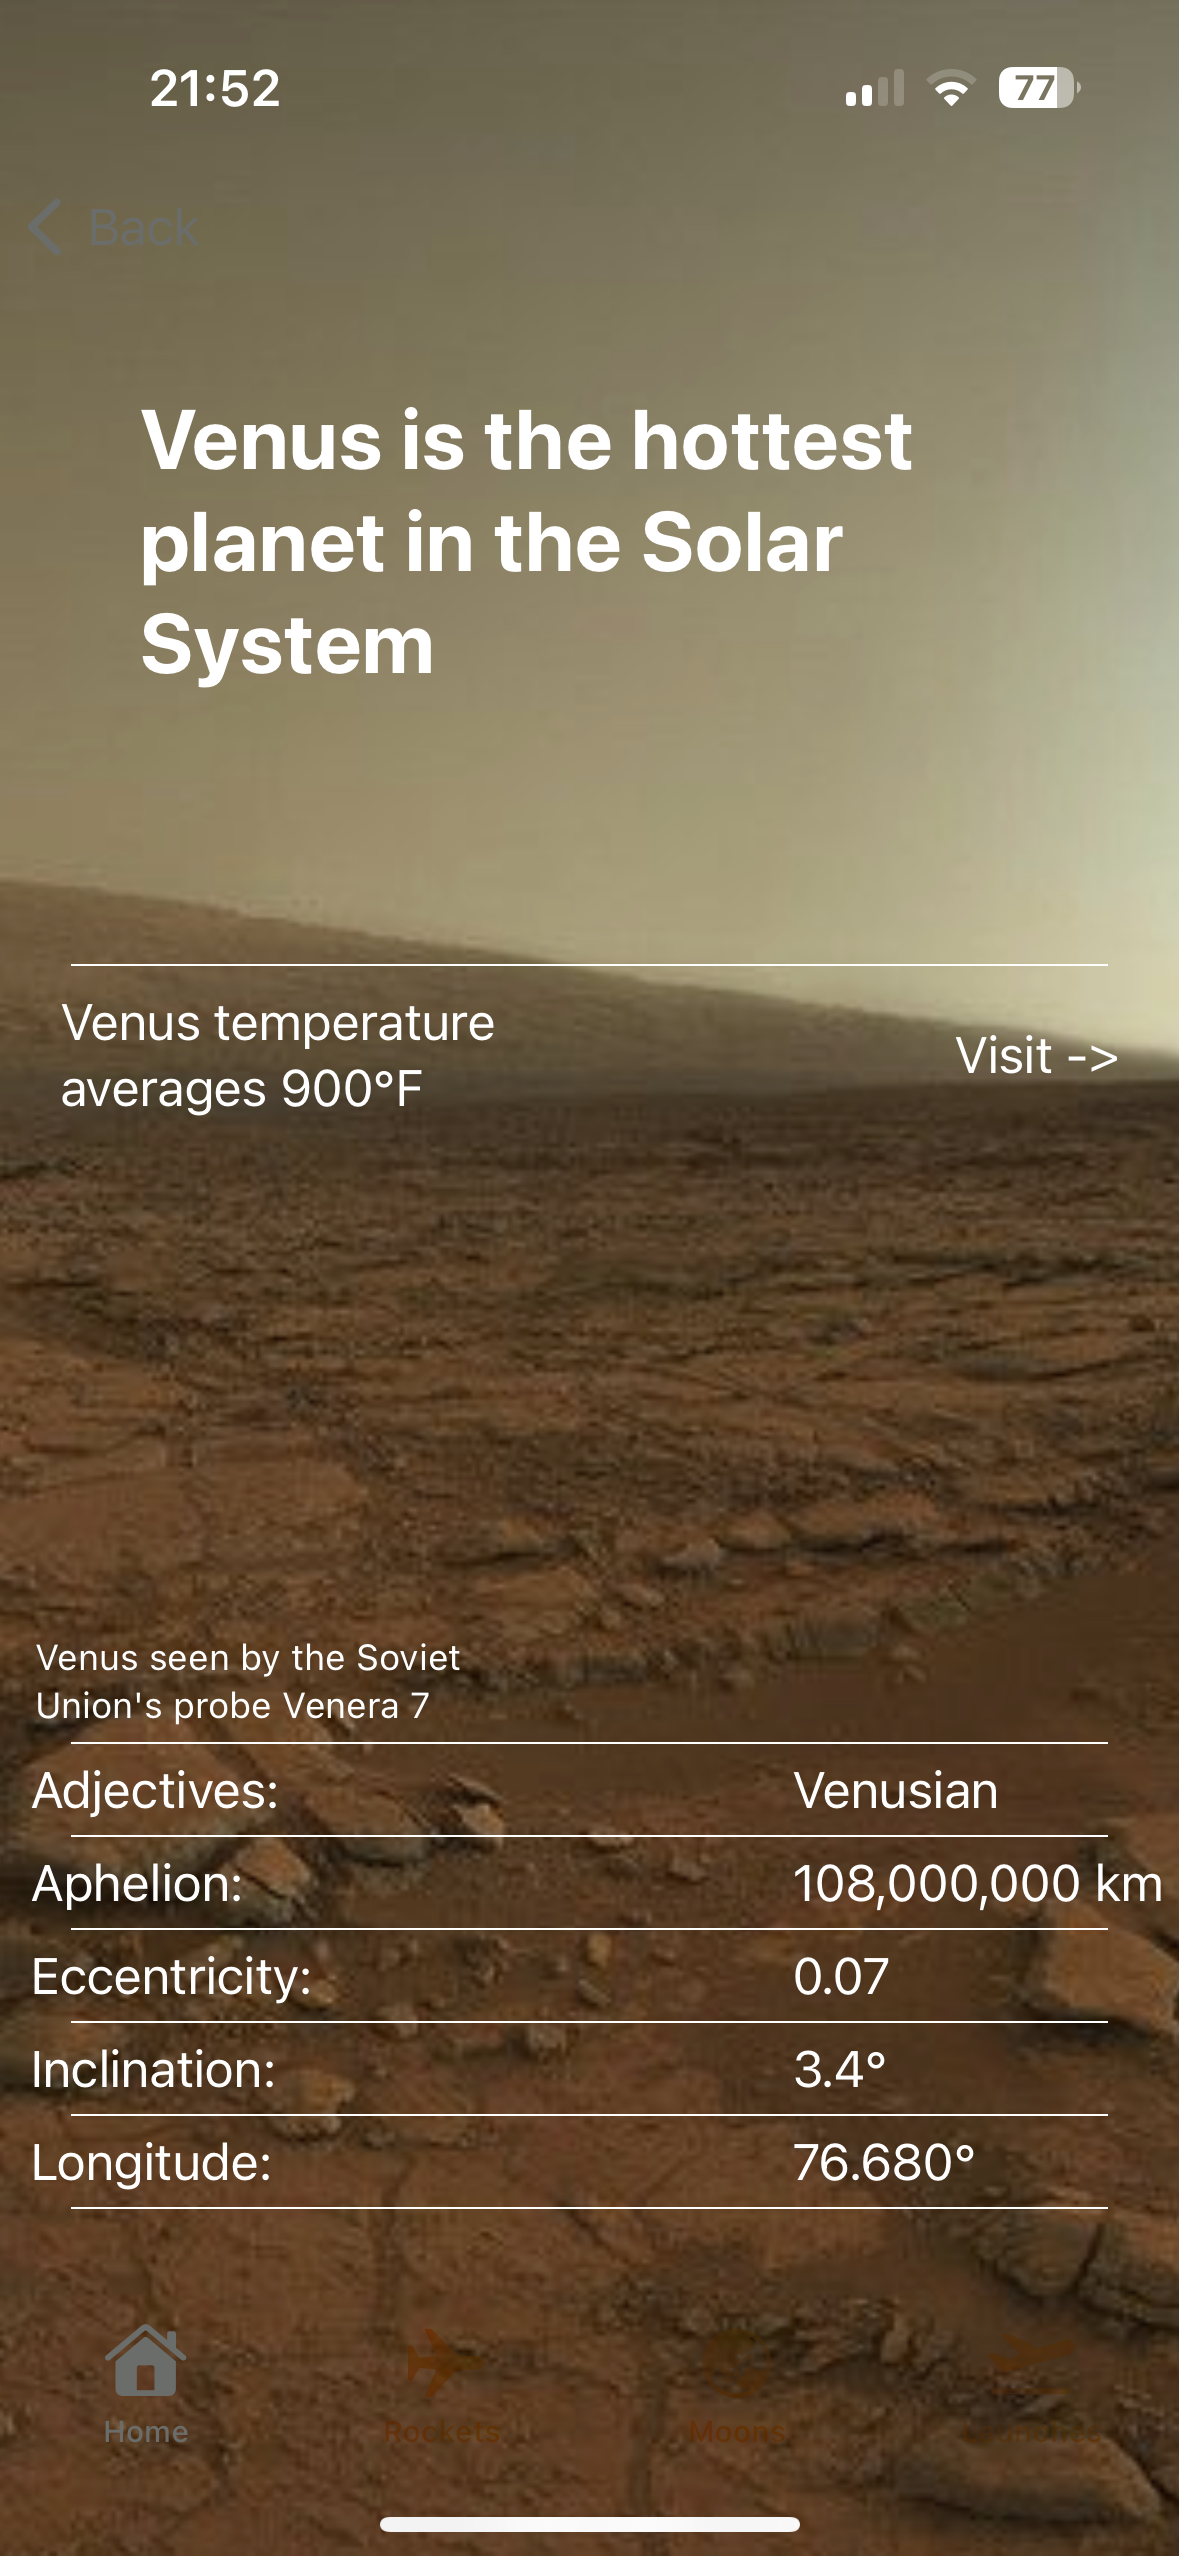 21:52
77
Back
Venus is the hottest
planet in the Solar
System
Venus temperature
averages 900°F
Visit ->
Venus seen by the Soviet
Union's probe Venera 7
Adjectives: Venusian
Aphelion: 108,000,000 km
Eccentricity: 0.07
Inclination: 3.4°
Longitude: 76.680°
Home Rockets Moons